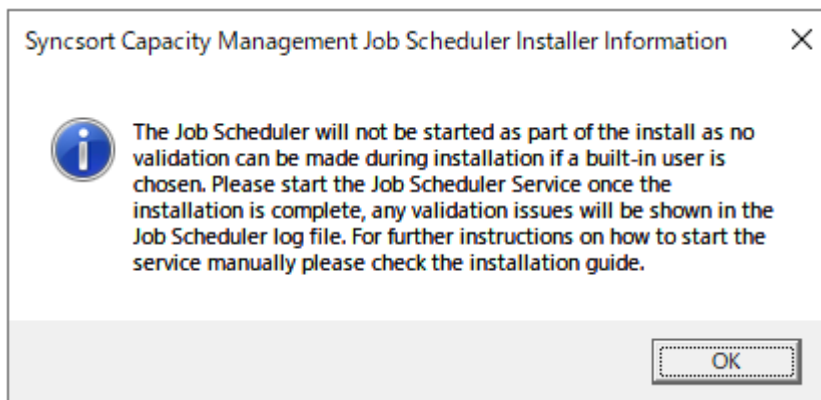 Syncsort Capacity Management Job Scheduler Installer Information
The Job Scheduler will not be started as part of the install as no
validation can be made during installation if a built-in user is
chosen. Please start the Job Scheduler Service once the
installation is complete, any validation issues will be shown in the
Job Scheduler log file. For further instructions on how to start the
service manually please check the installation guide.
OK